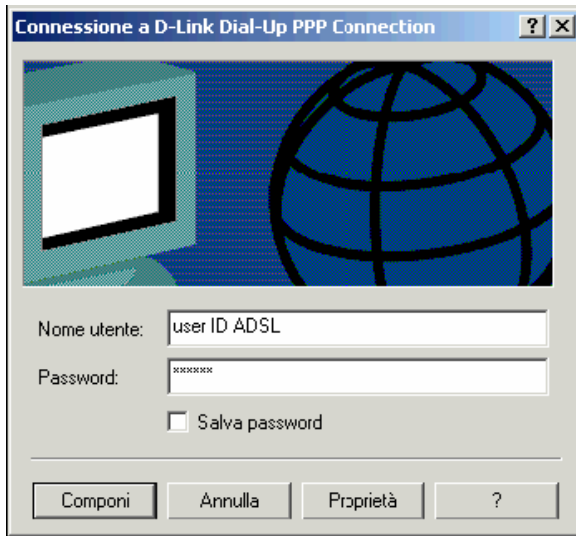 Connessione a D-Link Dial-Up PPP Connection
Nome utente: user ID ADSL
Password: ××××××
Salva password
Componi Annulla Proprietà ?